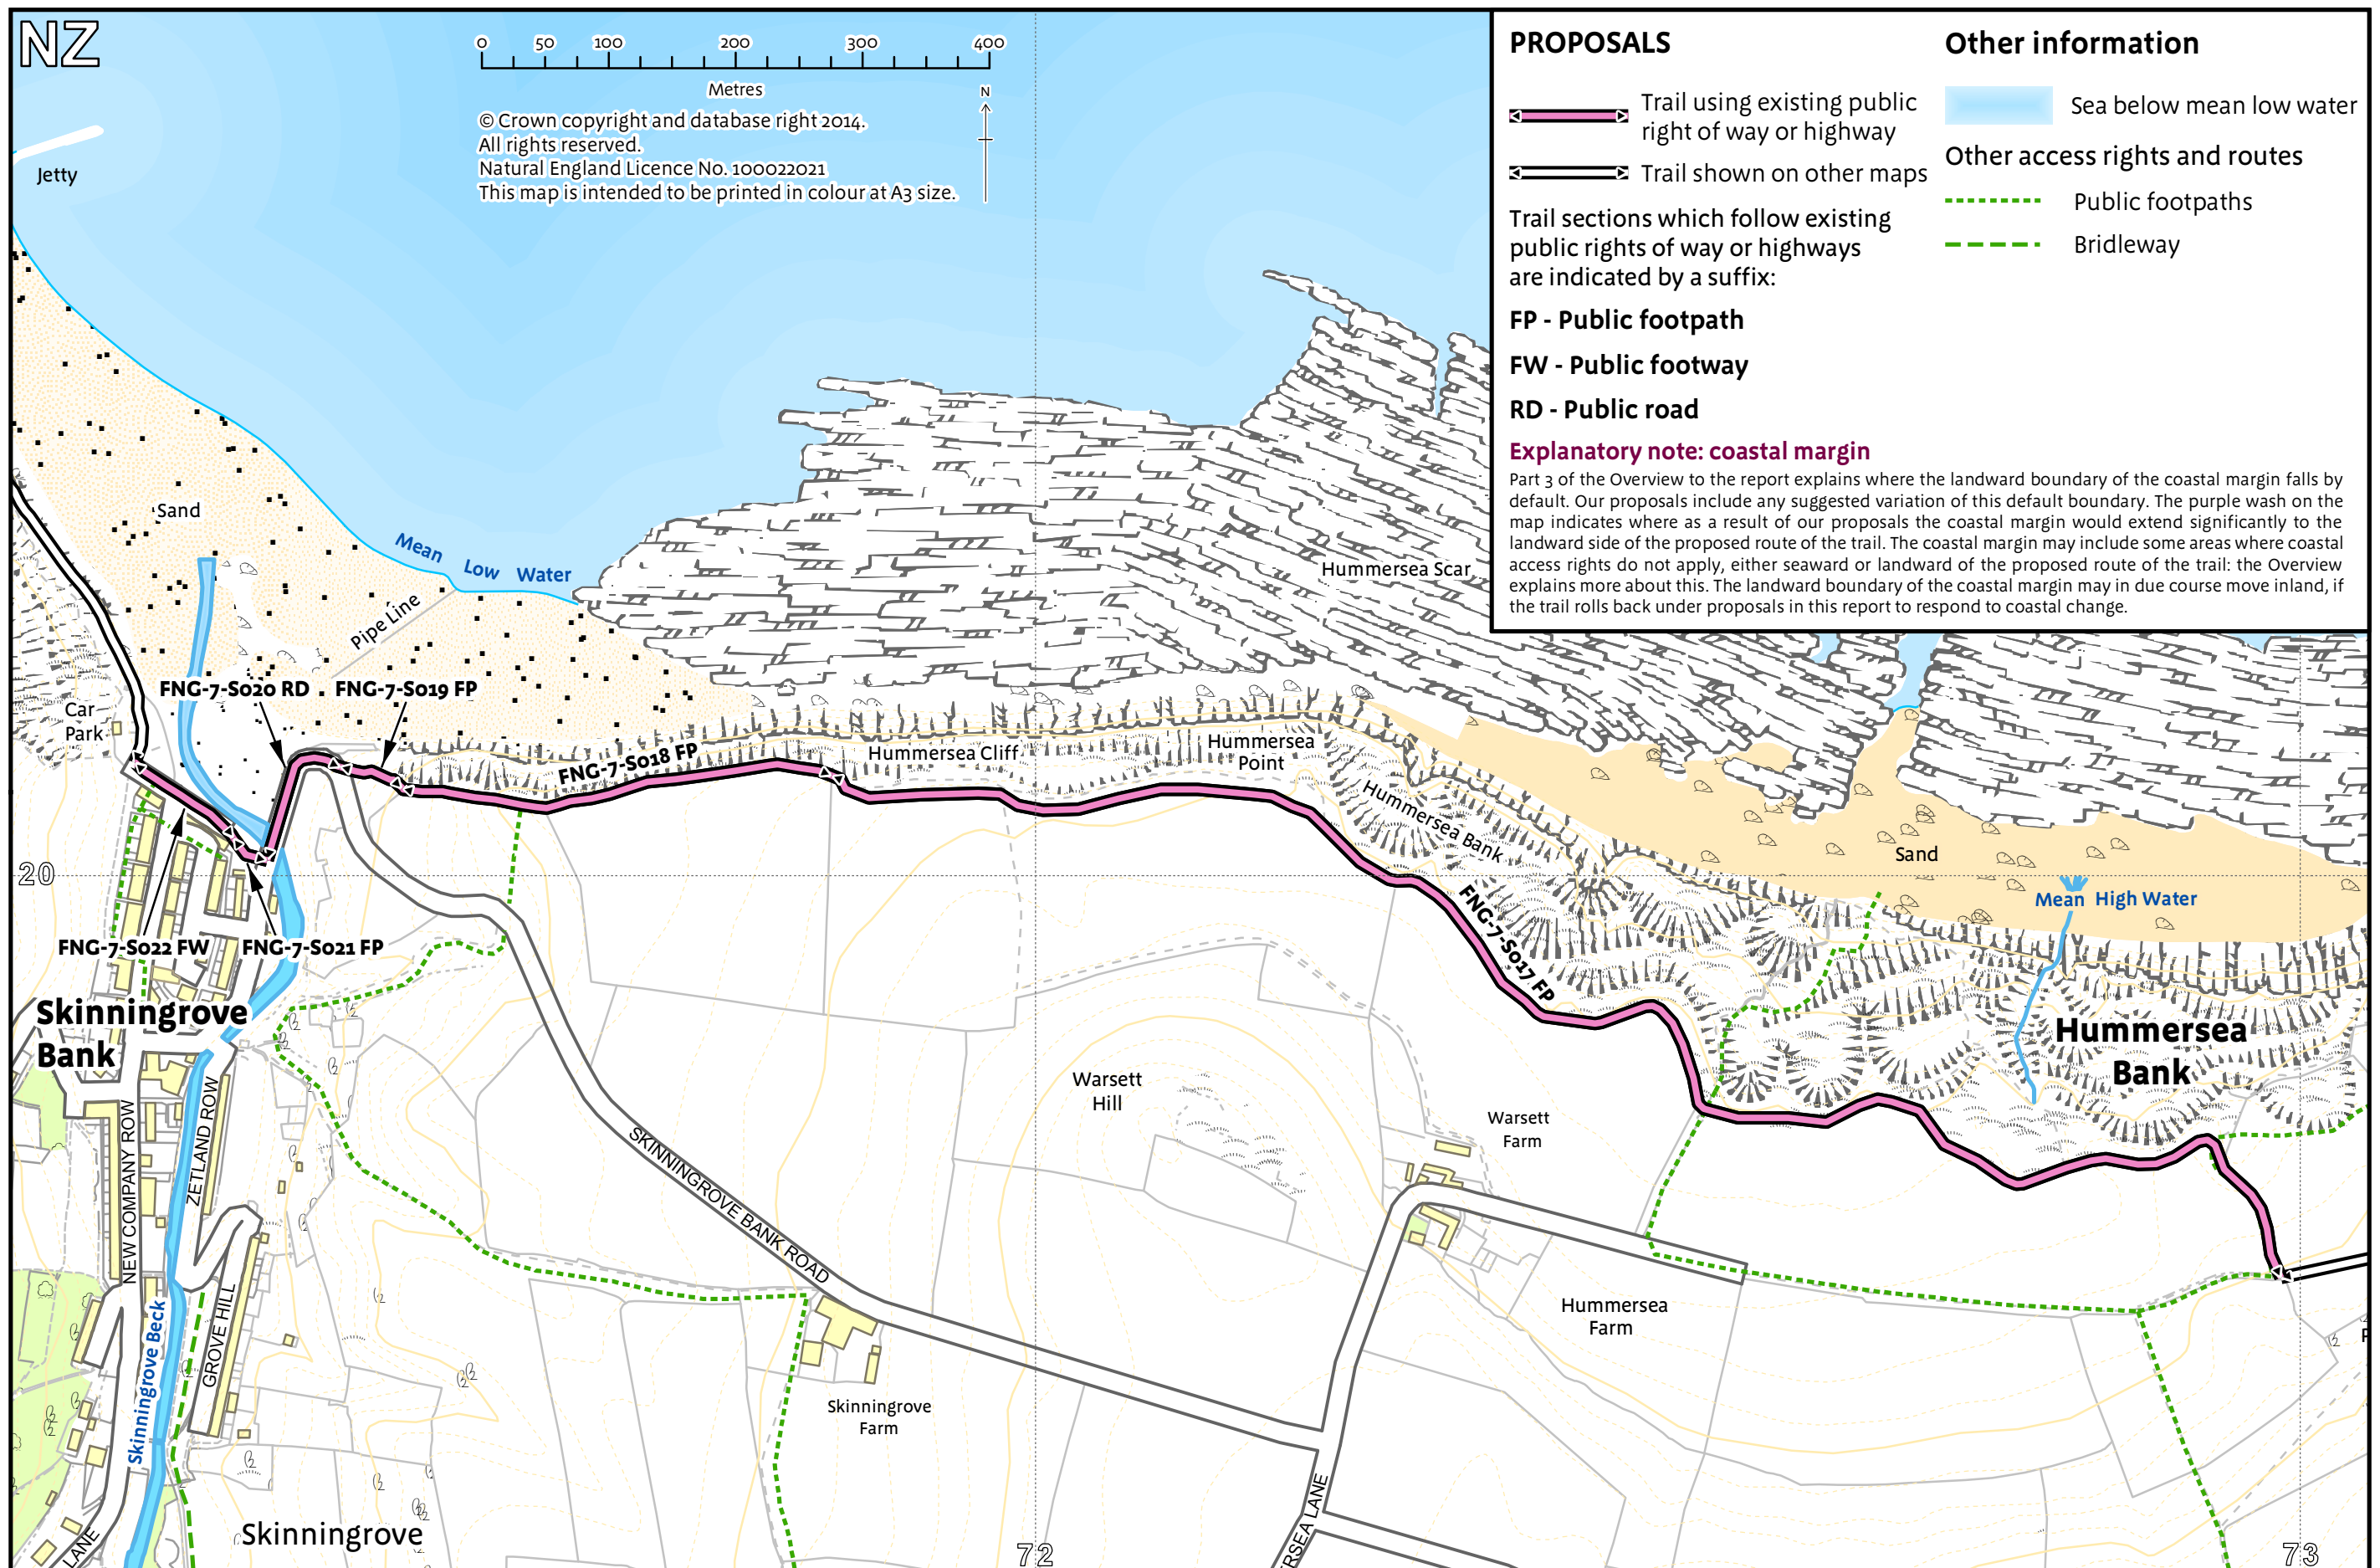 NZ
0 50 100 200 300 400
Metres
N
© Crown copyright and database right 2014.
All rights reserved.
Natural England Licence No. 100022021
This map is intended to be printed in colour at A3 size.
PROPOSALS
Trail using existing public
right of way or highway
Trail shown on other maps
Trail sections which follow existing
public rights of way or highways
are indicated by a suffix:
FP - Public footpath
FW - Public footway
RD - Public road
Other information
Sea below mean low water
Other access rights and routes
Public footpaths
Bridleway
Explanatory note: coastal margin
Part 3 of the Overview to the report explains where the landward boundary of the coastal margin falls by
default. Our proposals include any suggested variation of this default boundary. The purple wash on the
map indicates where as a result of our proposals the coastal margin would extend significantly to the
landward side of the proposed route of the trail. The coastal margin may include some areas where coastal
access rights do not apply, either seaward or landward of the proposed route of the trail: the Overview
explains more about this. The landward boundary of the coastal margin may in due course move inland, if
the trail rolls back under proposals in this report to respond to coastal change.
Jetty
Sand
Mean Low Water
Pipe Line
Hummersea Scar
FNG-7-S020 RD
FNG-7-S019 FP
Car
Park
FNG-7-S018 FP
Hummersea Cliff
Hummersea
Point
Hummersea Bank
Sand
20
Mean High Water
FNG-7-S017 FP
FNG-7-S022 FW
FNG-7-S021 FP
Skinningrove
Bank
Hummersea
Bank
Warsett
Hill
Warsett
Farm
NEW COMPANY ROW
ZETLAND ROW
SKINNINGROVE BANK ROAD
Hummersea
Farm
GROVE HILL
Skinningrove Beck
Skinningrove
Farm
Skinningrove
LANE
RSEA LANE
72
73